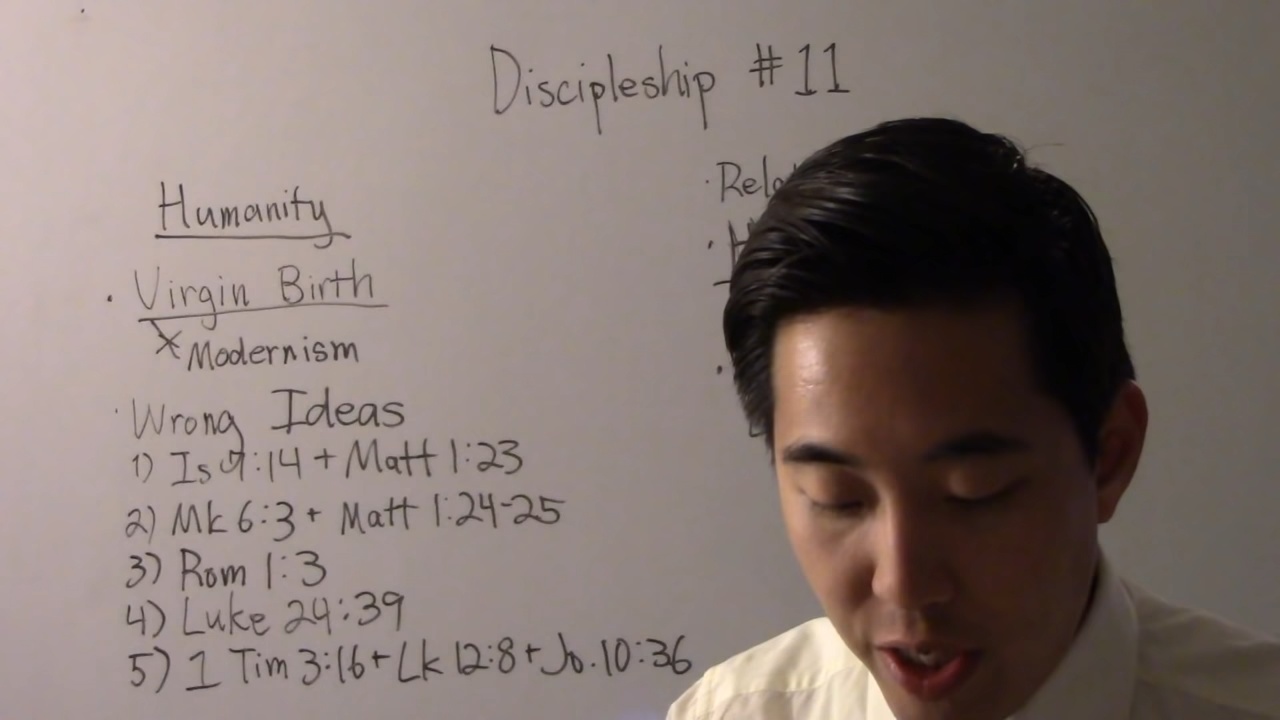 Discipleship #11
Humanity
· Virgin Birth
x Modernism
· Wrong Ideas
1) Is 7:14 + Matt 1:23
2) Mk 6:3 + Matt 1:24-25
3) Rom 1:3
4) Luke 24:39
5) 1 Tim 3:16 + Lk 12:8 + Jo. 10:36
· Rela
· H